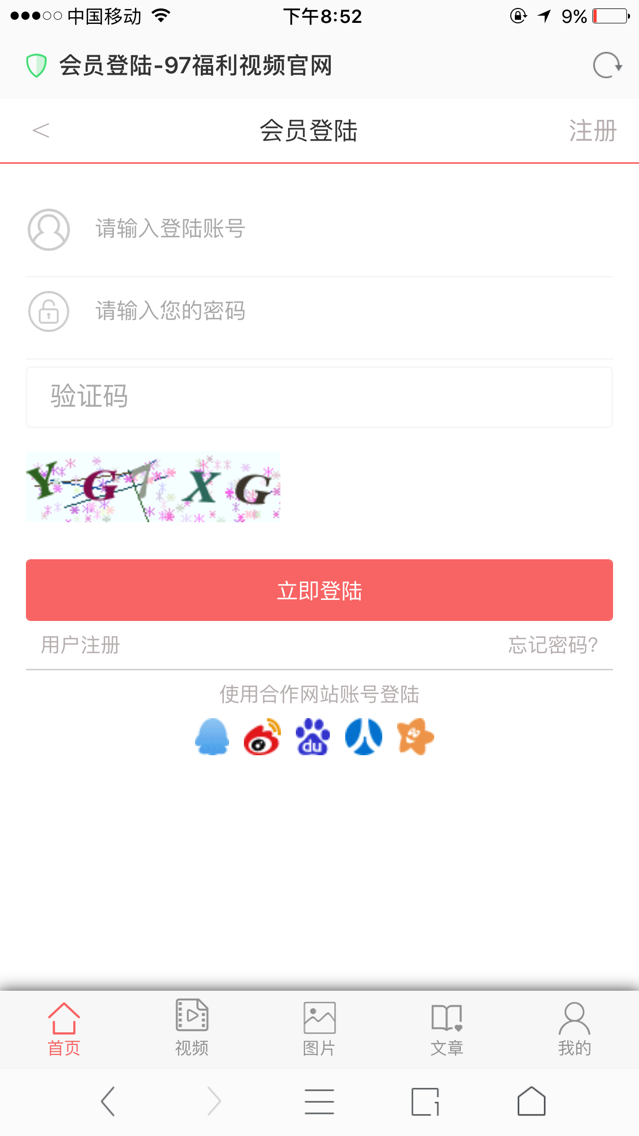 中国移动 下午8:52 9%
会员登陆-97福利视频官网
< 会员登陆 注册
请输入登陆账号
请输入您的密码
验证码
YG7XG
立即登陆
用户注册 忘记密码?
使用合作网站账号登陆
du
首页 视频 图片 文章 我的
1